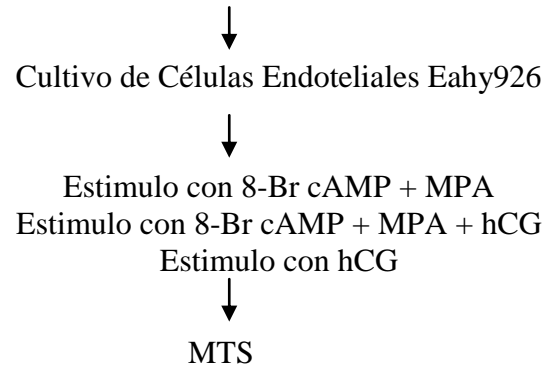 Cultivo de Células Endoteliales Eahy926
Estimulo con 8-Br cAMP + MPA
Estimulo con 8-Br cAMP + MPA + hCG
Estimulo con hCG
MTS